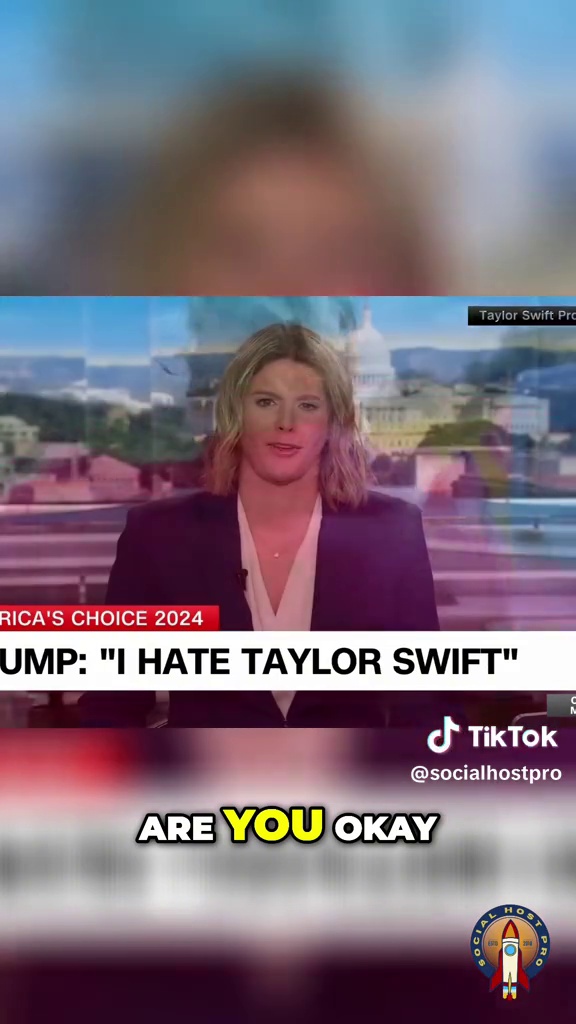 Taylor Swift Pro
RICA'S CHOICE 2024
UMP: "I HATE TAYLOR SWIFT"
C
M
TikTok
@socialhostpro
ARE YOU OKAY
SOCIAL HOST PRO